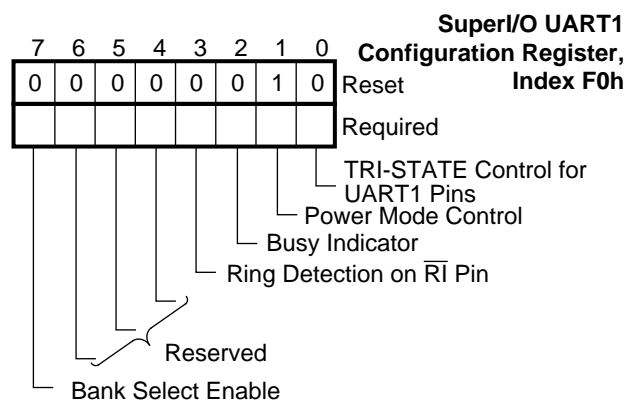 SuperI/O UART1
Configuration Register,
Index F0h
7 6 5 4 3 2 1 0
0 0 0 0 0 0 1 0 Reset
Required
TRI-STATE Control for
UART1 Pins
Power Mode Control
Busy Indicator
Ring Detection on R̅I̅ Pin
Reserved
Bank Select Enable